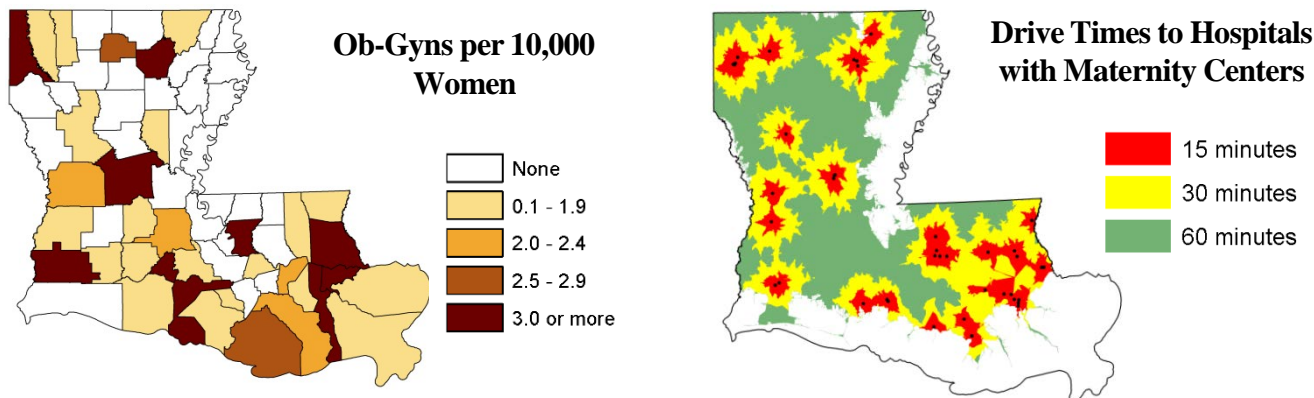 Ob-Gyns per 10,000
Women
None
0.1 - 1.9
2.0 - 2.4
2.5 - 2.9
3.0 or more
Drive Times to Hospitals
with Maternity Centers
15 minutes
30 minutes
60 minutes